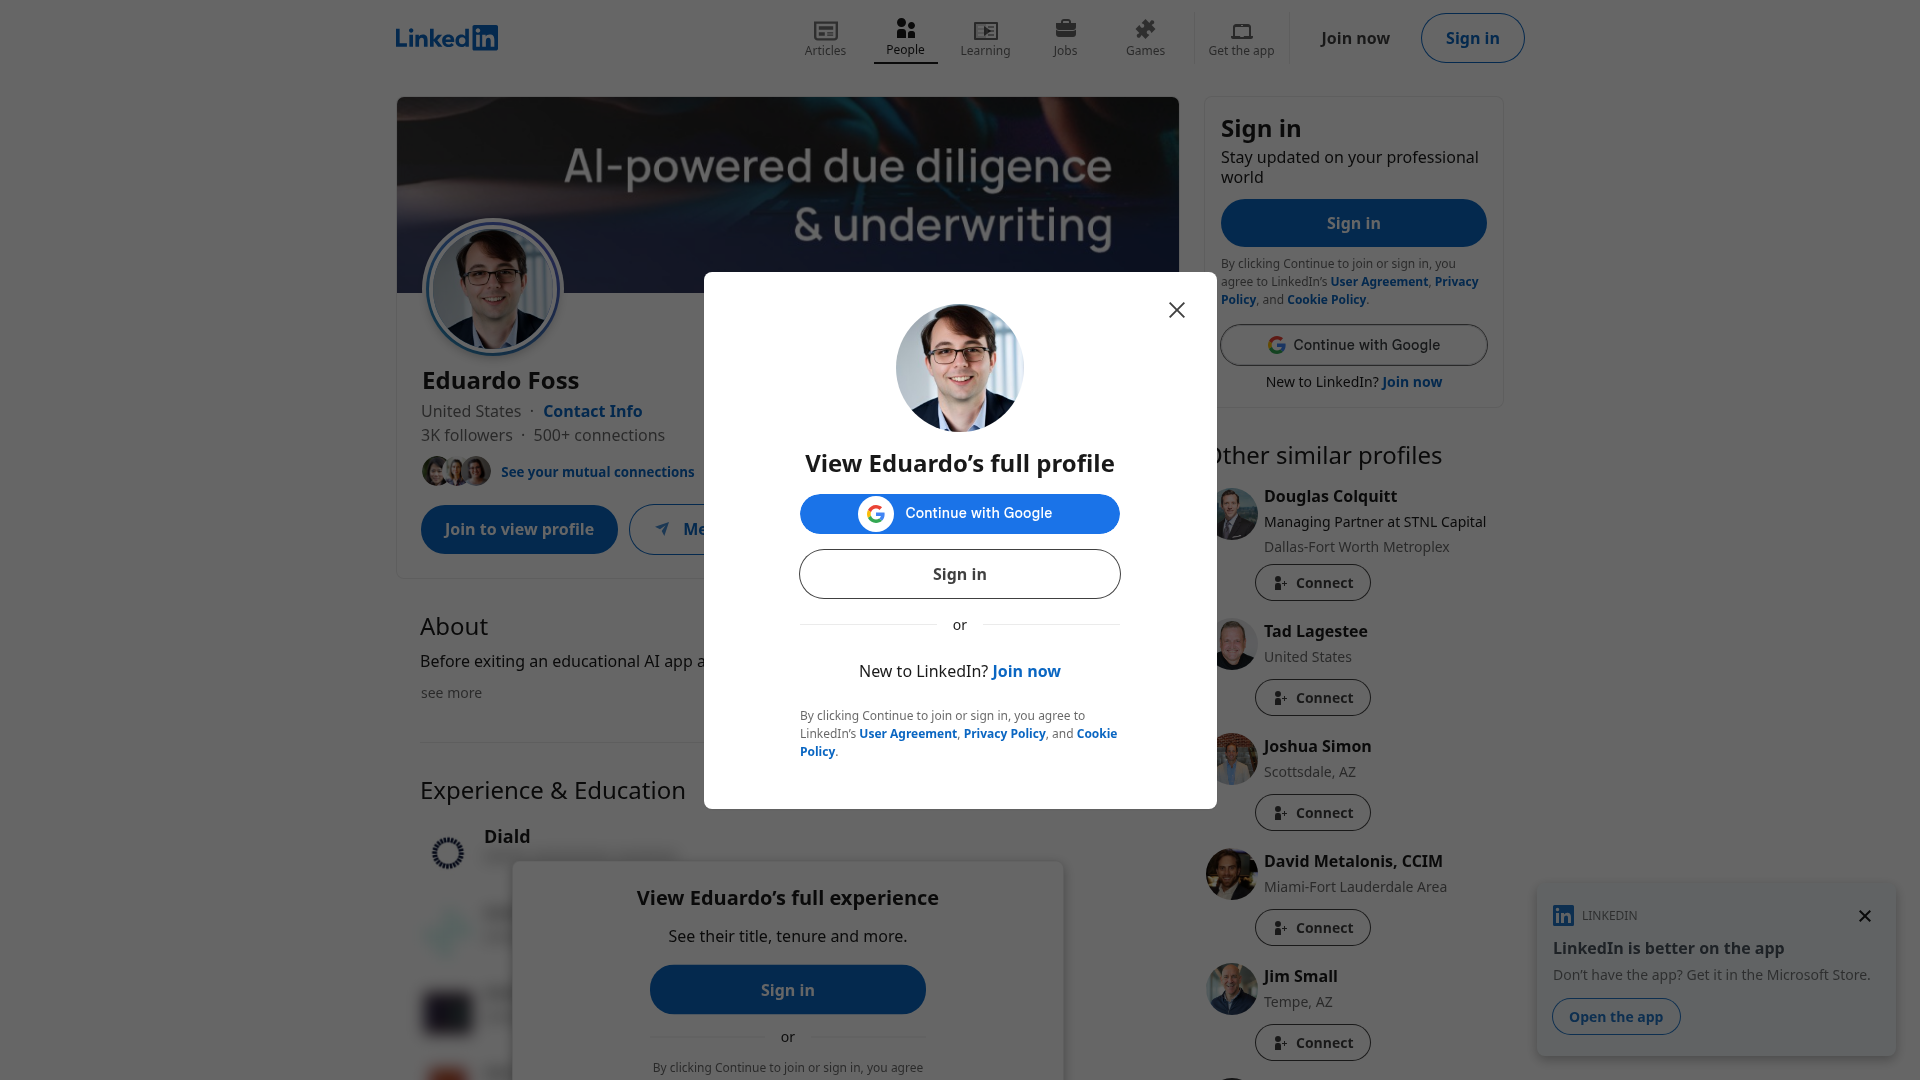 Linked in
Articles
People
Learning
Jobs
Games
Get the app
Join now
Sign in
AI-powered due diligence
& underwriting
Eduardo Foss
United States · Contact Info
3K followers · 500+ connections
See your mutual connections
Join to view profile
Me
About
Before exiting an educational AI app a
see more
Experience & Education
Diald
View Eduardo’s full profile
Continue with Google
Sign in
or
New to LinkedIn? Join now
By clicking Continue to join or sign in, you agree to
LinkedIn’s User Agreement, Privacy Policy, and Cookie
Policy.
View Eduardo’s full experience
See their title, tenure and more.
Sign in
or
By clicking Continue to join or sign in, you agree
Sign in
Stay updated on your professional
world
Sign in
By clicking Continue to join or sign in, you
agree to LinkedIn’s User Agreement, Privacy
Policy, and Cookie Policy.
Continue with Google
New to LinkedIn? Join now
Other similar profiles
Douglas Colquitt
Managing Partner at STNL Capital
Dallas-Fort Worth Metroplex
Connect
Tad Lagestee
United States
Connect
Joshua Simon
Scottsdale, AZ
Connect
David Metalonis, CCIM
Miami-Fort Lauderdale Area
Connect
Jim Small
Tempe, AZ
Connect
in LINKEDIN
LinkedIn is better on the app
Don’t have the app? Get it in the Microsoft Store.
Open the app